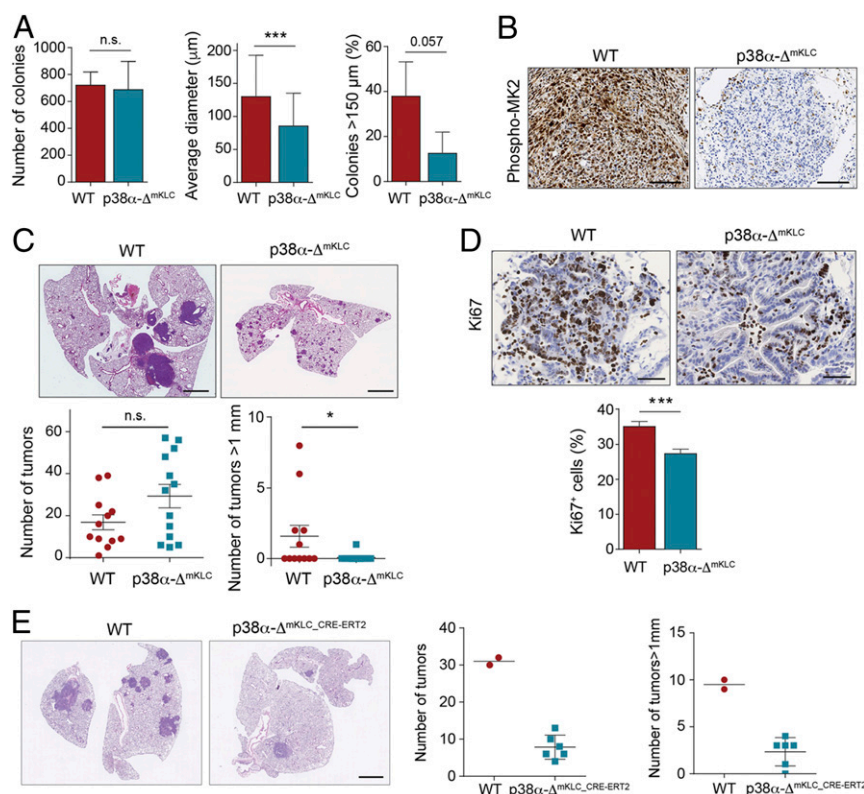 A
n.s.
Number of colonies
1000
800
600
400
200
0
WT p38α-Δ^mKLC
***
Average diameter (μm)
200
150
100
50
0
WT p38α-Δ^mKLC
0.057
Colonies >150 μm (%)
60
40
20
0
WT p38α-Δ^mKLC
B
WT
p38α-Δ^mKLC
Phospho-MK2
C
WT
p38α-Δ^mKLC
n.s.
Number of tumors
60
40
20
0
WT p38α-Δ^mKLC
*
Number of tumors >1 mm
10
5
0
WT p38α-Δ^mKLC
D
WT
p38α-Δ^mKLC
Ki67
***
Ki67⁺ cells (%)
40
30
20
10
0
WT p38α-Δ^mKLC
E
WT
p38α-Δ^mKLC_CRE-ERT2
Number of tumors
40
30
20
10
0
WT p38α-Δ^mKLC_CRE-ERT2
Number of tumors>1mm
15
10
5
0
WT p38α-Δ^mKLC_CRE-ERT2